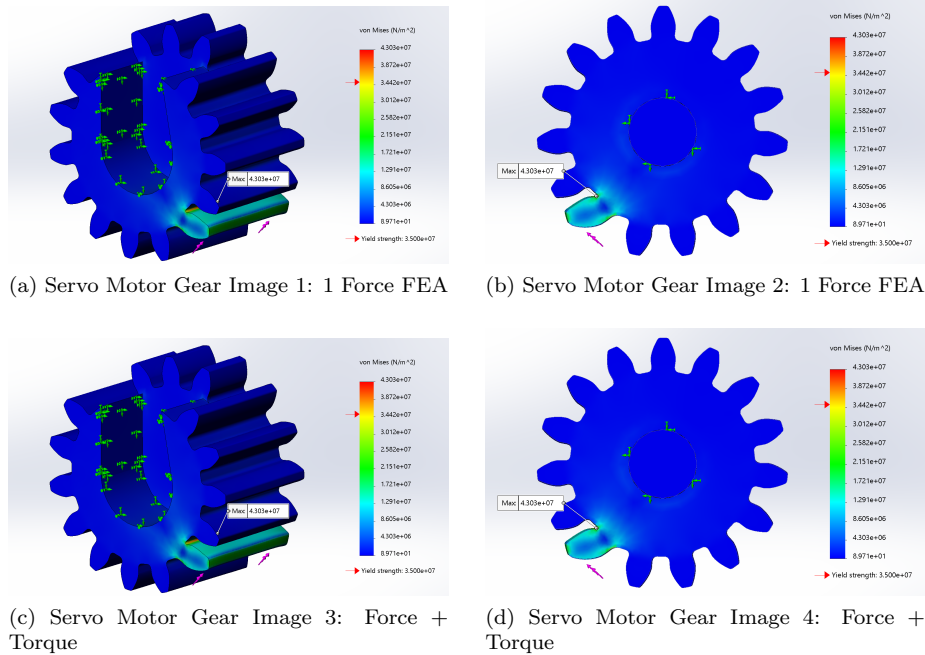 von Mises (N/m^2)
4.303e+07
3.872e+07
3.442e+07
3.012e+07
2.582e+07
2.151e+07
1.721e+07
1.291e+07
8.605e+06
4.303e+06
8.971e+01
Yield strength: 3.500e+07
Max: 4.303e+07
von Mises (N/m^2)
4.303e+07
3.872e+07
3.442e+07
3.012e+07
2.582e+07
2.151e+07
1.721e+07
1.291e+07
8.605e+06
4.303e+06
8.971e+01
Yield strength: 3.500e+07
Max: 4.303e+07
(a) Servo Motor Gear Image 1: 1 Force FEA
(b) Servo Motor Gear Image 2: 1 Force FEA
von Mises (N/m^2)
4.303e+07
3.872e+07
3.442e+07
3.012e+07
2.582e+07
2.151e+07
1.721e+07
1.291e+07
8.605e+06
4.303e+06
8.971e+01
Yield strength: 3.500e+07
Max: 4.303e+07
von Mises (N/m^2)
4.303e+07
3.872e+07
3.442e+07
3.012e+07
2.582e+07
2.151e+07
1.721e+07
1.291e+07
8.605e+06
4.303e+06
8.971e+01
Yield strength: 3.500e+07
Max: 4.303e+07
(c) Servo Motor Gear Image 3: Force +
Torque
(d) Servo Motor Gear Image 4: Force +
Torque